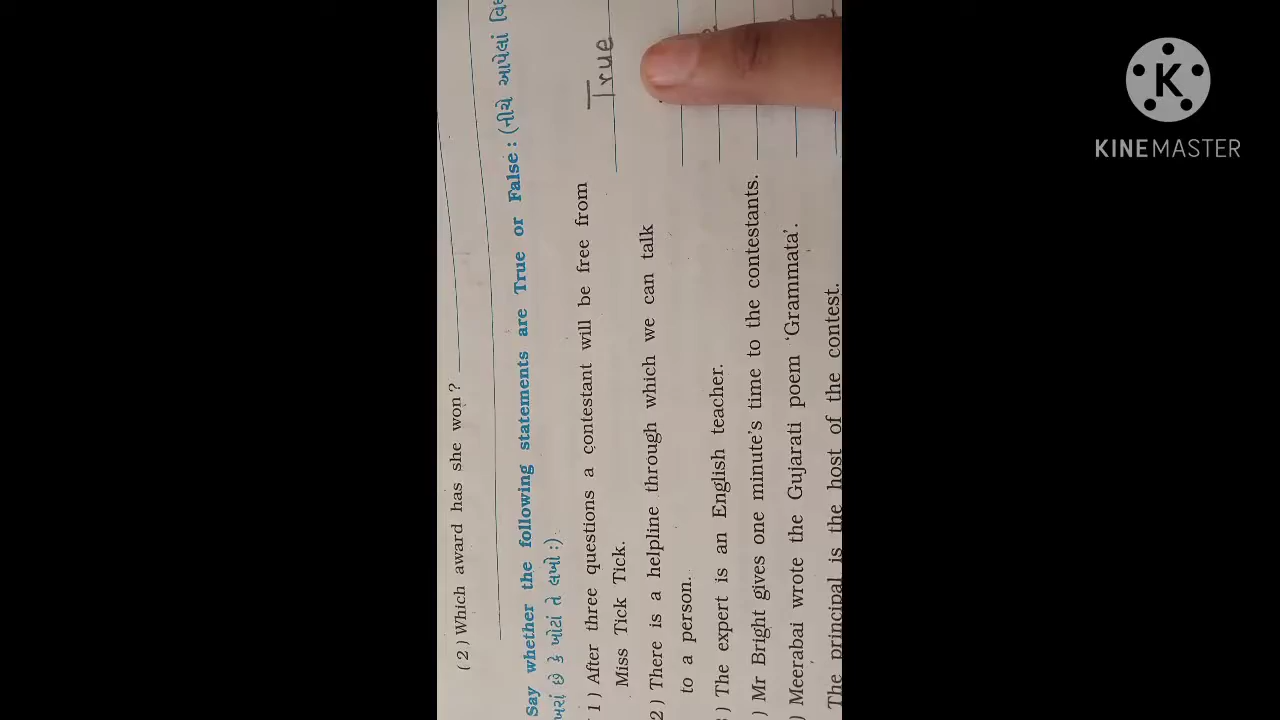 ( 2 ) Which award has she won ?
Say whether the following statements are True or False : (નીચે આપેલાં
ખરાં છે કે ખોટાં તે લખો :)
1 ) After three questions a contestant will be free from
Miss Tick Tick.
True
2 ) There is a helpline through which we can talk
to a person.
) The expert is an English teacher.
) Mr Bright gives one minute's time to the contestants.
) Meerabai wrote the Gujarati poem 'Grammata'.
The principal is the host of the contest.
K
KINEMASTER